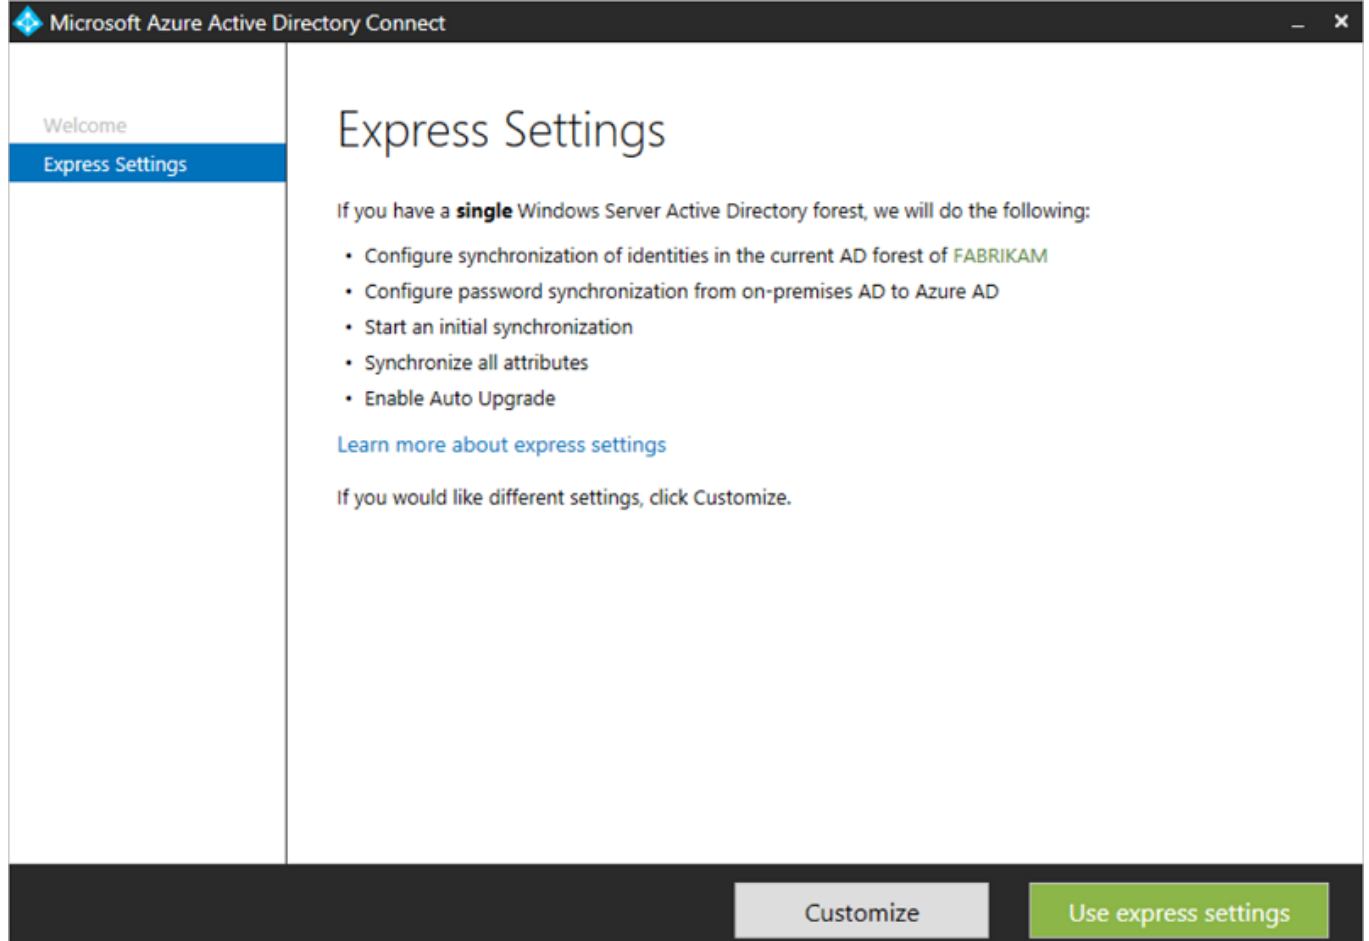 Microsoft Azure Active Directory Connect
Welcome
Express Settings
Express Settings
If you have a single Windows Server Active Directory forest, we will do the following:
• Configure synchronization of identities in the current AD forest of FABRIKAM
• Configure password synchronization from on-premises AD to Azure AD
• Start an initial synchronization
• Synchronize all attributes
• Enable Auto Upgrade
Learn more about express settings
If you would like different settings, click Customize.
Customize
Use express settings